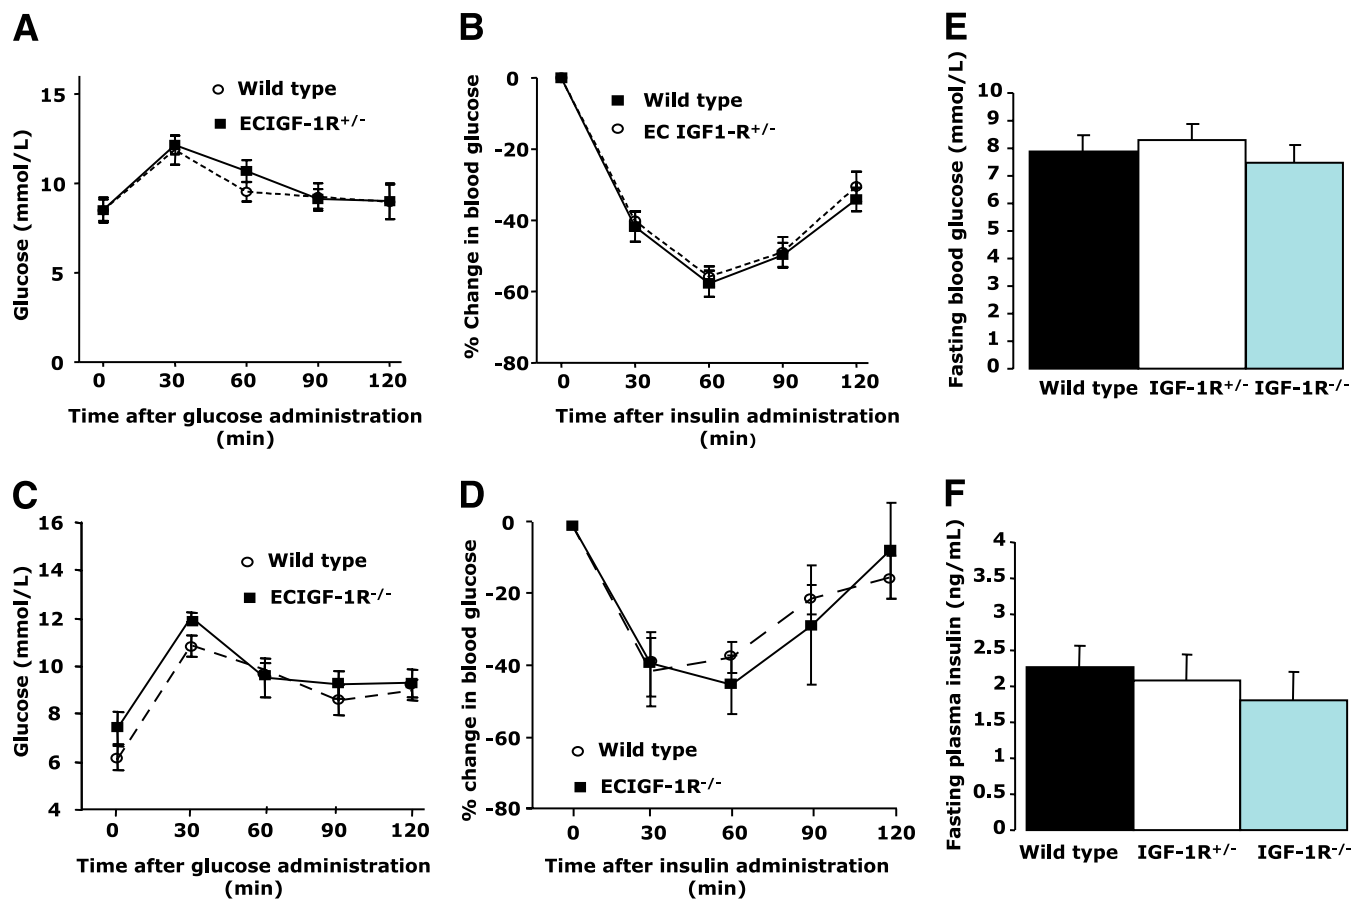 A
15
10
5
0
Glucose (mmol/L)
Wild type
ECIGF-1R+/-
0 30 60 90 120
Time after glucose administration
(min)
B
0
-20
-40
-60
-80
% Change in blood glucose
Wild type
EC IGF1-R+/-
0 30 60 90 120
Time after insulin administration
(min)
E
10
9
8
7
6
5
4
3
2
1
0
Fasting blood glucose (mmol/L)
Wild type IGF-1R+/- IGF-1R-/-
C
16
14
12
10
8
6
4
Glucose (mmol/L)
Wild type
ECIGF-1R-/-
0 30 60 90 120
Time after glucose administration
(min)
D
0
-20
-40
-60
-80
% change in blood glucose
Wild type
ECIGF-1R-/-
0 30 60 90 120
Time after insulin administration
(min)
F
4
3.5
3
2.5
2
1.5
1
0.5
0
Fasting plasma insulin (ng/mL)
Wild type IGF-1R+/- IGF-1R-/-